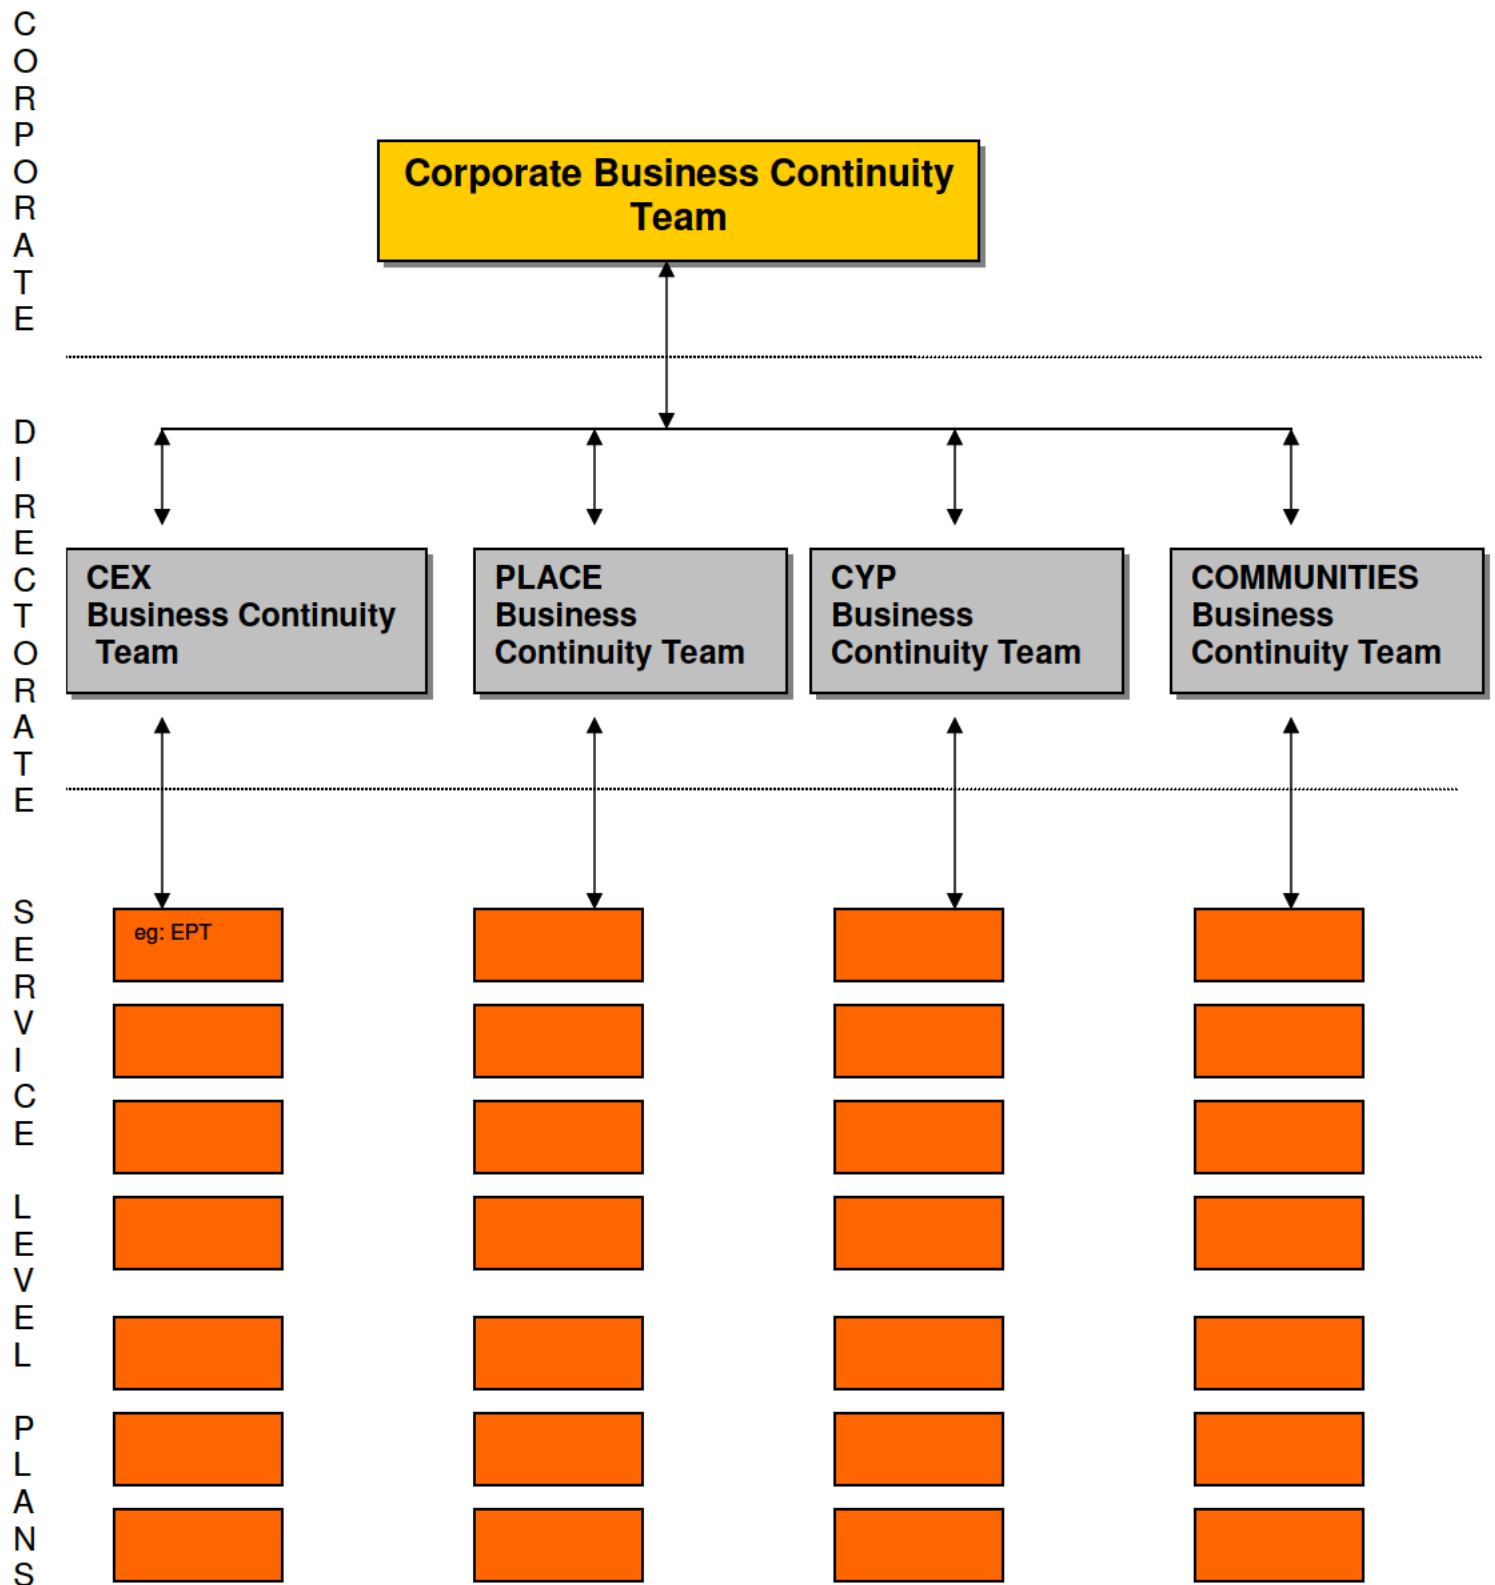 CORPORATE
Corporate Business Continuity
Team
DIRECTORATE
CEX
Business Continuity
Team
PLACE
Business
Continuity Team
CYP
Business
Continuity Team
COMMUNITIES
Business
Continuity Team
SERVICE LEVEL PLANS
eg: EPT